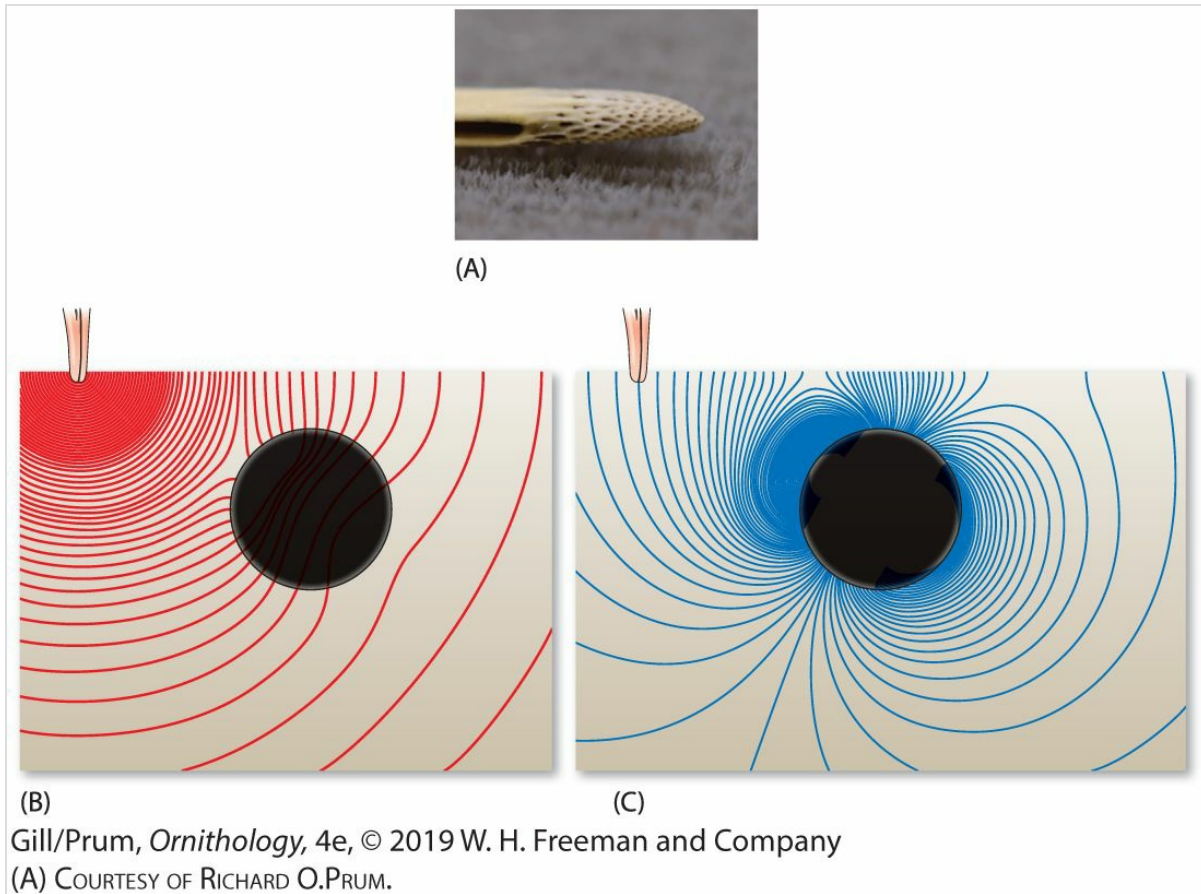 (A)
(B)
(C)
Gill/Prum, Ornithology, 4e, © 2019 W. H. Freeman and Company
(A) COURTESY OF RICHARD O.PRUM.